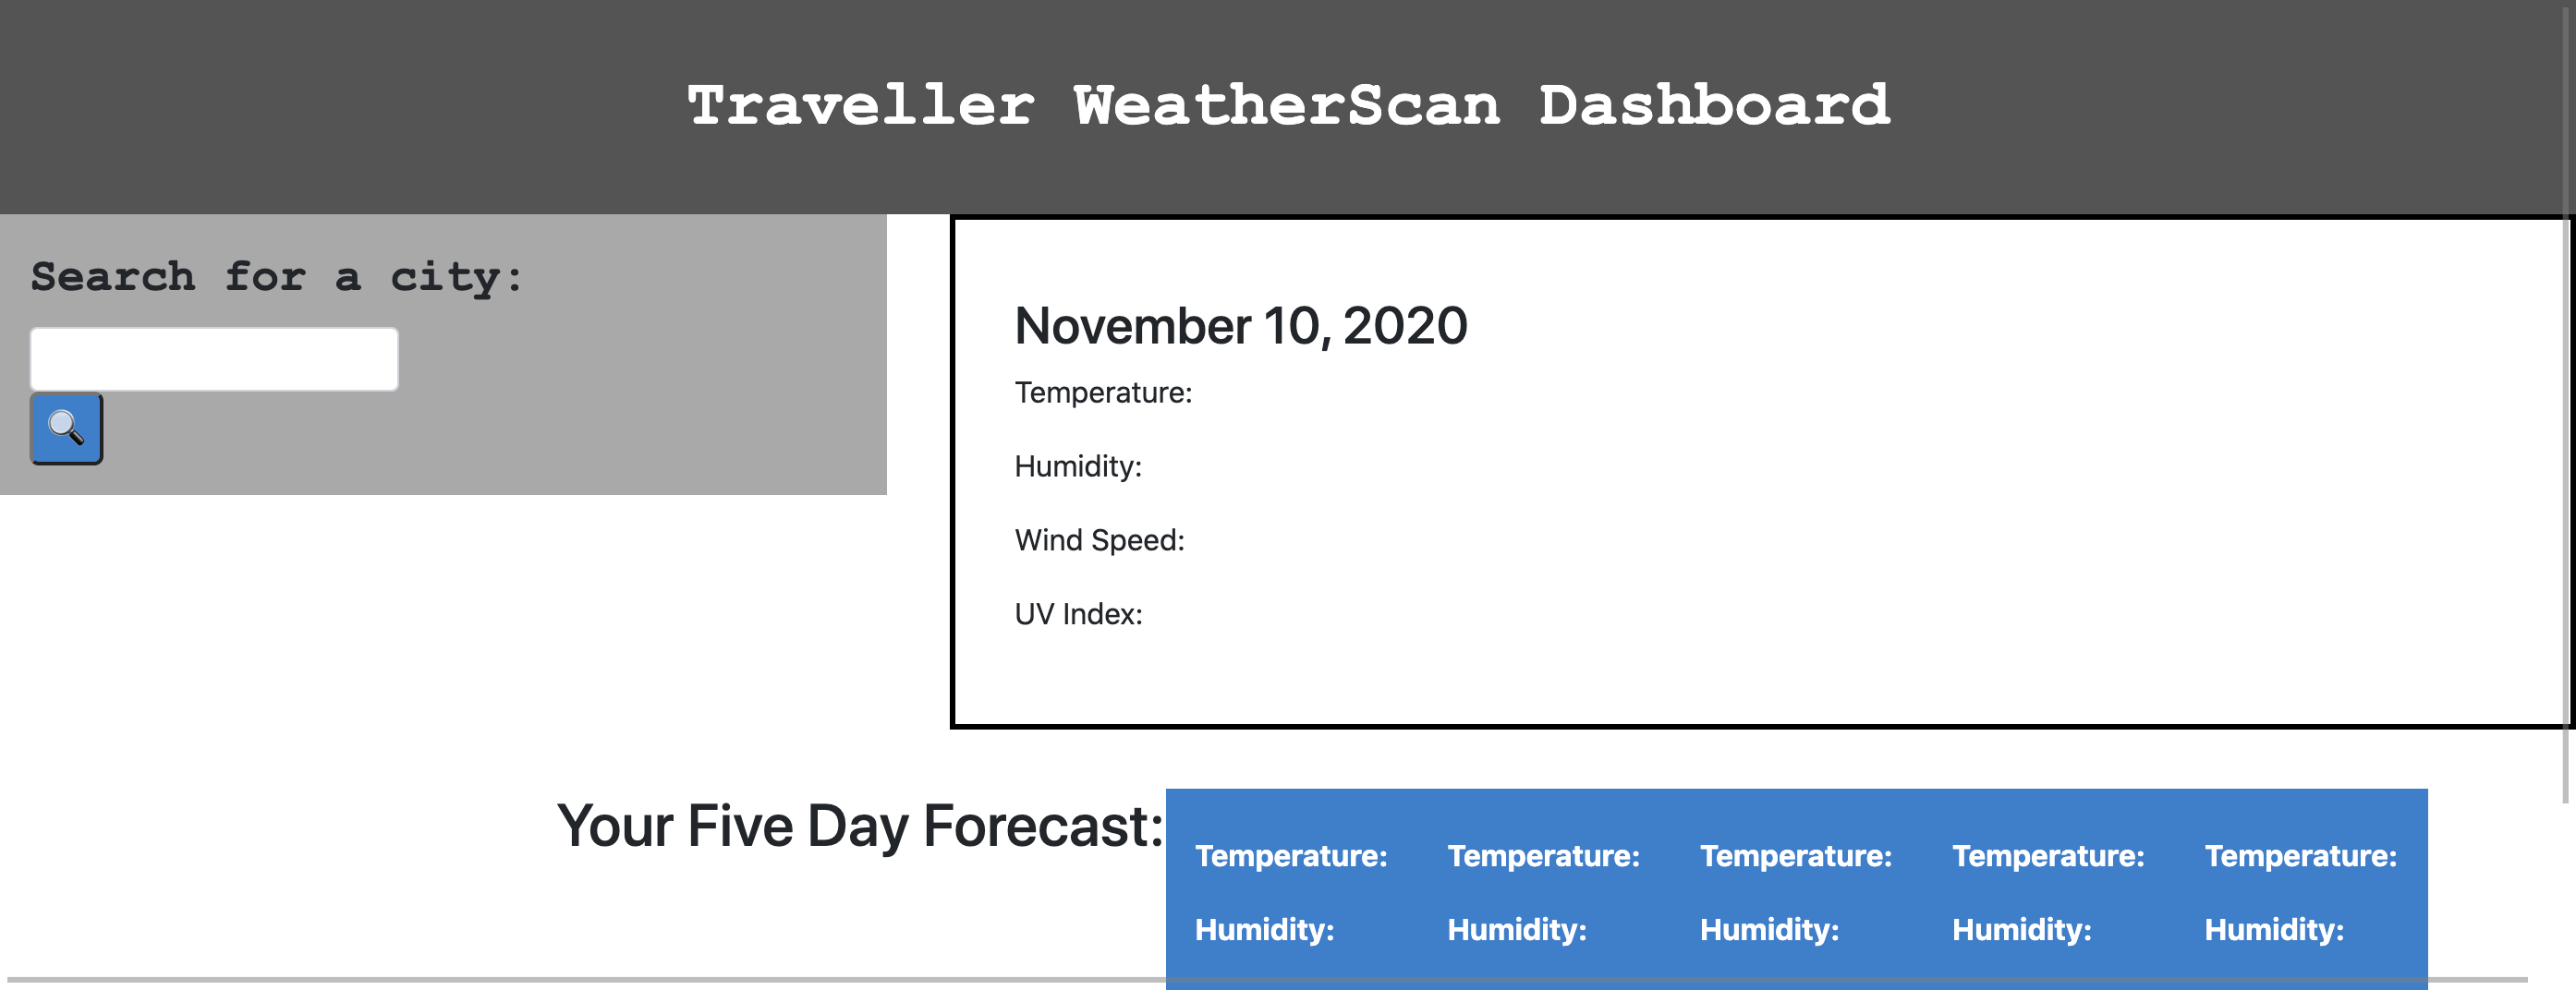 Traveller WeatherScan Dashboard
Search for a city:
November 10, 2020
Temperature:
Humidity:
Wind Speed:
UV Index:
Your Five Day Forecast:
Temperature: Temperature: Temperature: Temperature: Temperature:
Humidity: Humidity: Humidity: Humidity: Humidity: